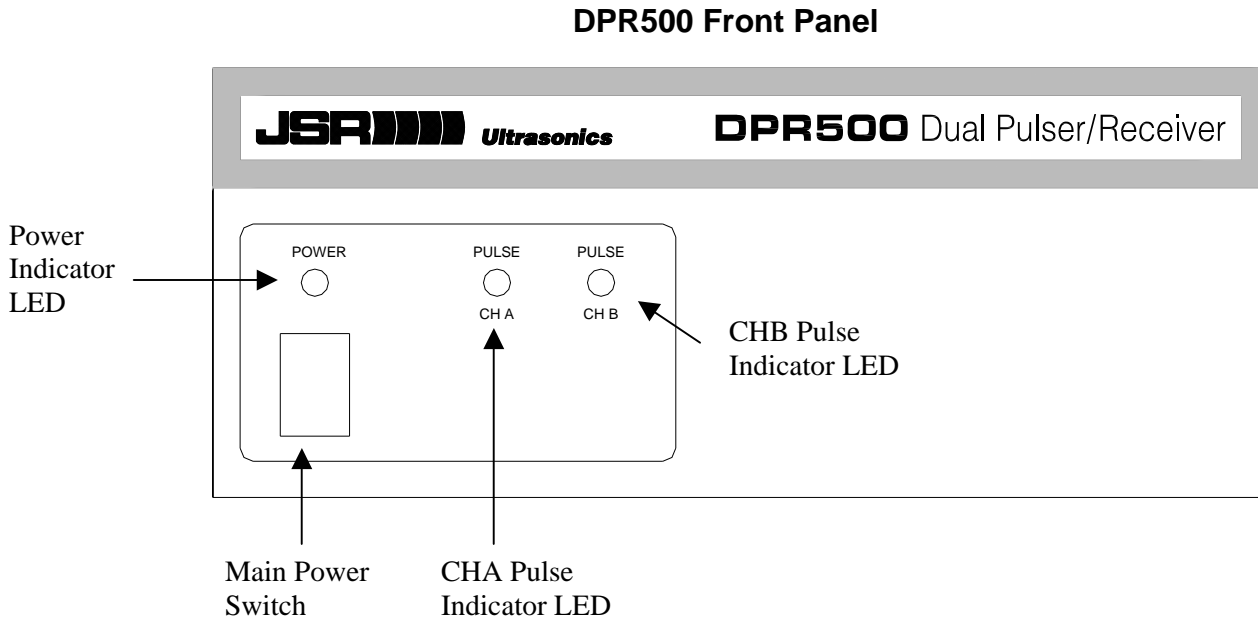 DPR500 Front Panel
JSR Ultrasonics
DPR500 Dual Pulser/Receiver
Power
Indicator
LED
POWER
PULSE
CH A
PULSE
CH B
CHB Pulse
Indicator LED
Main Power
Switch
CHA Pulse
Indicator LED